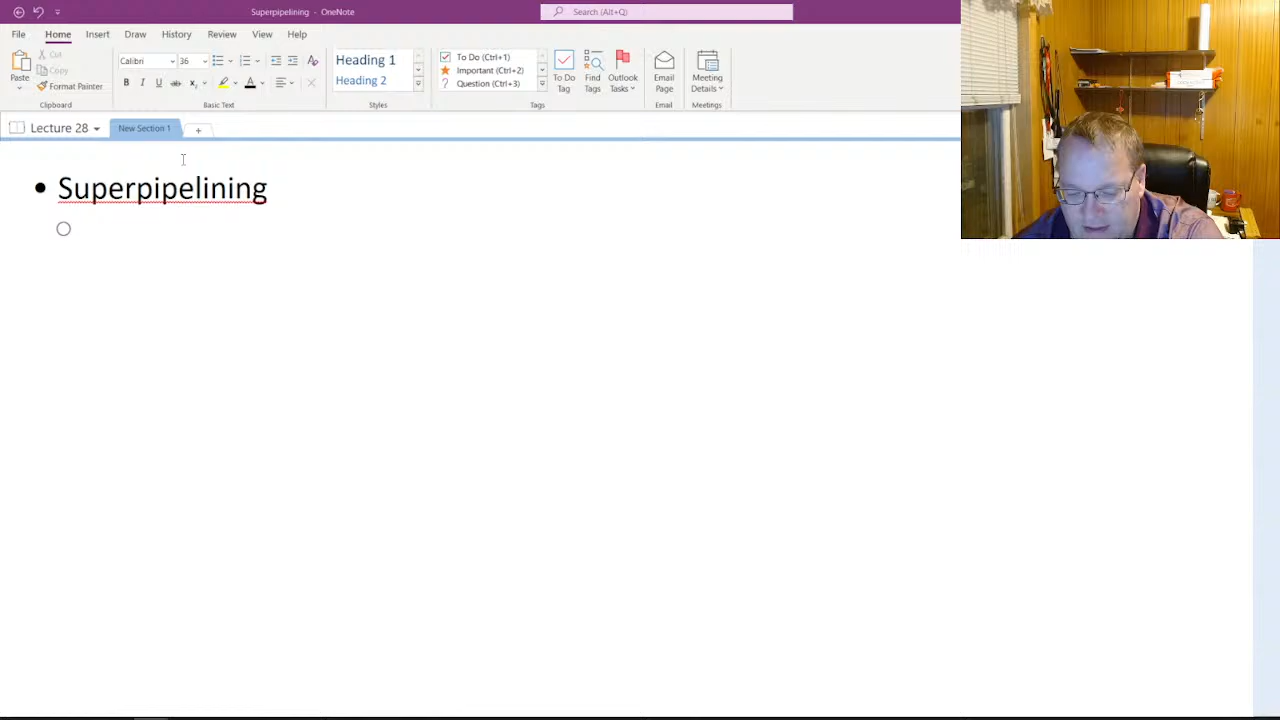 Superpipelining - OneNote
Search (Alt+Q)
File Home Insert Draw History Review View Help
Paste
Cut
Copy
Format Painter
Clipboard
Calibri
B I U ab x A
Basic Text
Heading 1
Heading 2
Styles
To Do (Ctrl+1)
Important (Ctrl+2)
Question (Ctrl+3)
Tags
To Do Tag
Find Tags
Outlook Tasks
Email Page
Email
Meeting Details
Meetings
Lecture 28
New Section 1
+
Superpipelining